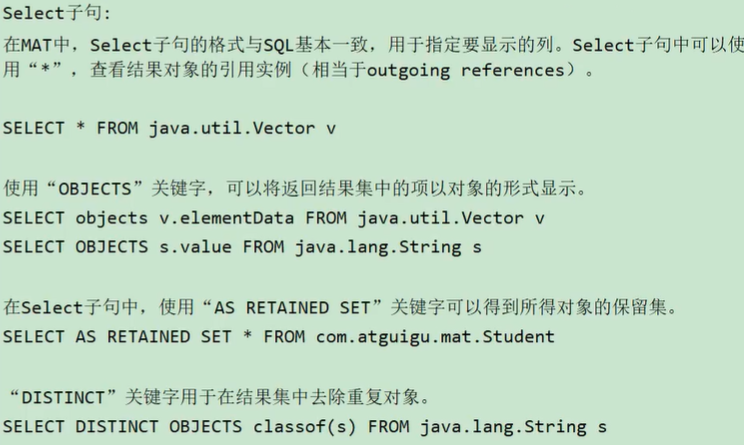 Select子句:
在MAT中，Select子句的格式与SQL基本一致，用于指定要显示的列。Select子句中可以使
用“*”，查看结果对象的引用实例（相当于outgoing references）。
SELECT * FROM java.util.Vector v
使用“OBJECTS”关键字，可以将返回结果集中的项以对象的形式显示。
SELECT objects v.elementData FROM java.util.Vector v
SELECT OBJECTS s.value FROM java.lang.String s
在Select子句中，使用“AS RETAINED SET”关键字可以得到所得对象的保留集。
SELECT AS RETAINED SET * FROM com.atguigu.mat.Student
“DISTINCT”关键字用于在结果集中去除重复对象。
SELECT DISTINCT OBJECTS classof(s) FROM java.lang.String s